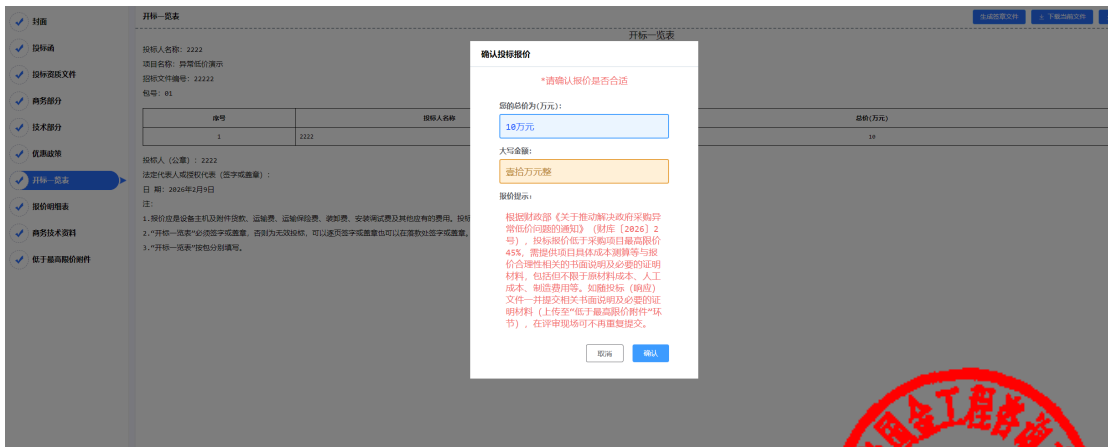 封面
投标函
投标资质文件
商务部分
技术部分
优惠政策
开标一览表
报价明细表
商务技术资料
低于最高限价附件
开标一览表
生成签章文件
下载当前文件
开标一览表
投标人名称: 2222
项目名称: 异常低价演示
招标文件编号: 22222
包号: 01
序号 投标人名称 总价(万元)
1 2222 10
投标人（公章）: 2222
法定代表人或授权代表（签字或盖章）:
日 期: 2026年2月9日
注:
1.报价应是设备主机及附件货款、运输费、运输保险费、装卸费、安装调试费及其他应有的费用。投标
2."开标一览表"必须签字或盖章，否则为无效投标，可以逐页签字或盖章也可以在落款处签字或盖章。
3."开标一览表"按包分别填写。
确认投标报价
*请确认报价是否合适
您的总价为(万元):
10万元
大写金额:
壹拾万元整
报价提示:
根据财政部《关于推动解决政府采购异
常低价问题的通知》（财库〔2026〕2
号），投标报价低于采购项目最高限价
45%，需提供项目具体成本测算等与报
价合理性相关的书面说明及必要的证明
材料，包括但不限于原材料成本、人工
成本、制造费用等。如随投标（响应）
文件一并提交相关书面说明及必要的证
明材料（上传至"低于最高限价附件"环
节），在评审现场可不再重复提交。
取消
确认